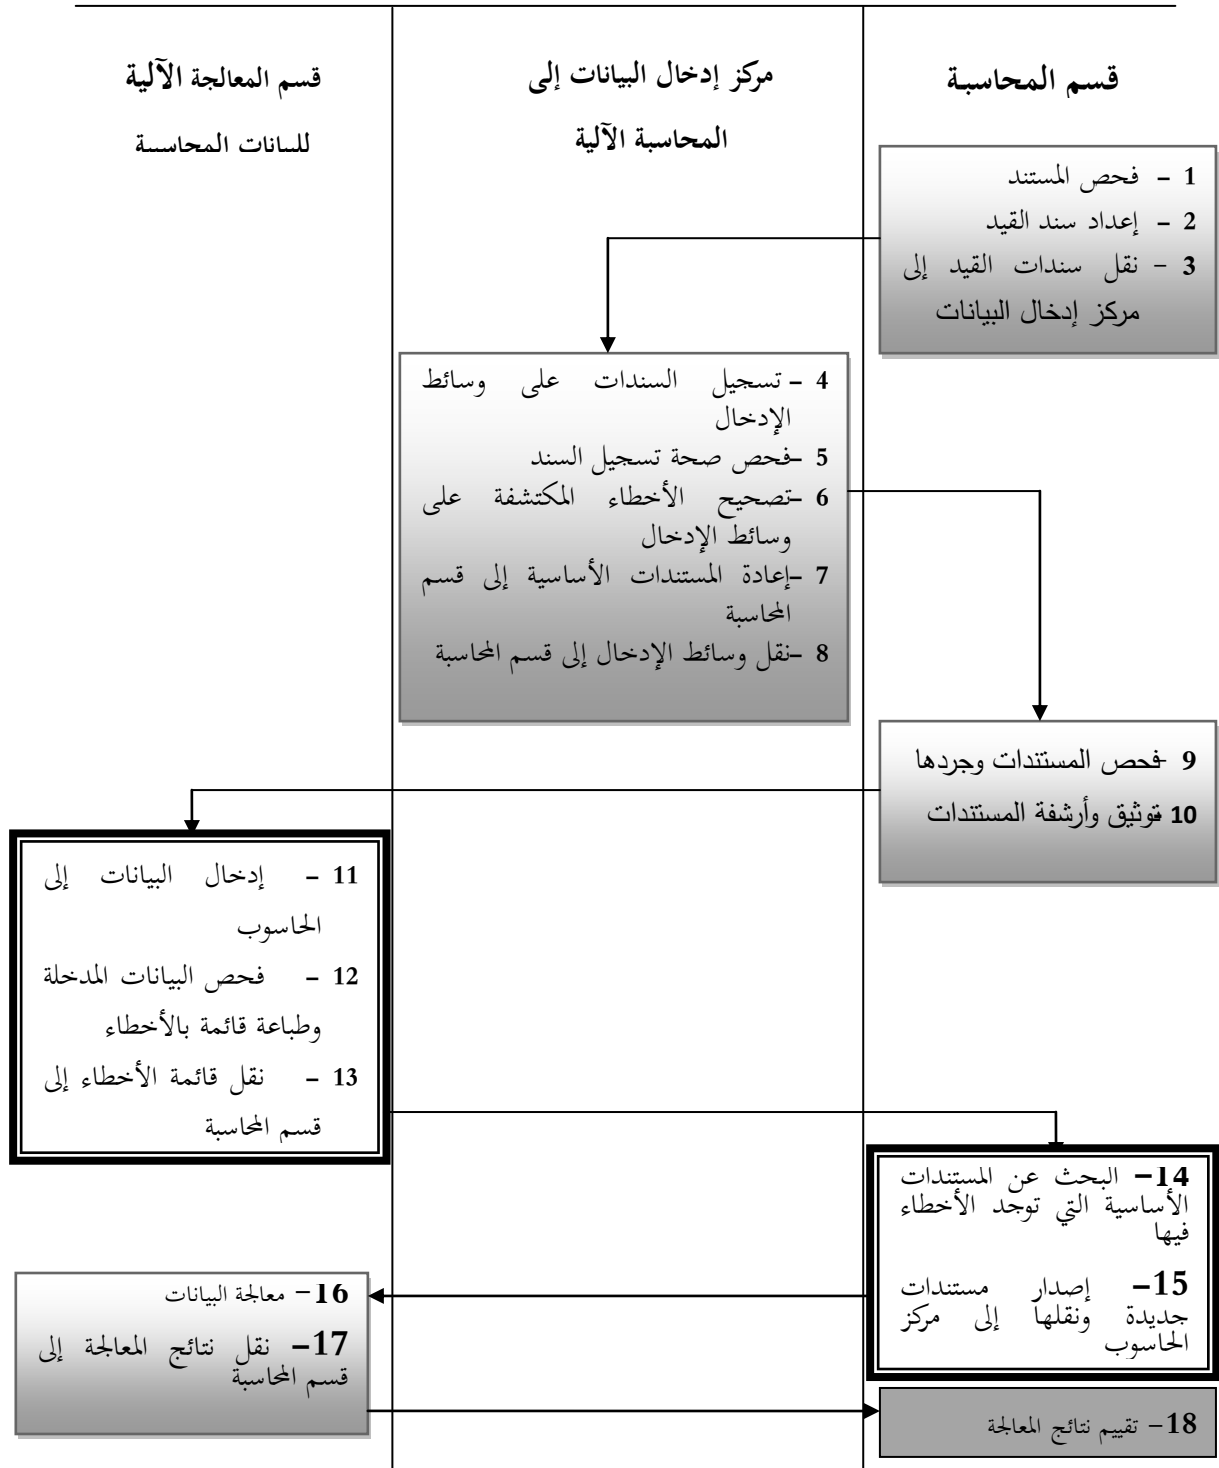 قسم المحاسبة
مركز إدخال البيانات إلى
المحاسبة الآلية
قسم المعالجة الآلية
للبيانات المحاسبية
1 – فحص المستند
2 – إعداد سند القيد
3 – نقل سندات القيد إلى
مركز إدخال البيانات
4 – تسجيل السندات على وسائط
الإدخال
5 –فحص صحة تسجيل السند
6 –تصحيح الأخطاء المكتشفة على
وسائط الإدخال
7 –إعادة المستندات الأساسية إلى قسم
المحاسبة
8 –نقل وسائط الإدخال إلى قسم المحاسبة
9 -فحص المستندات وجردها
10 -توثيق وأرشفة المستندات
11 – إدخال البيانات إلى
الحاسوب
12 – فحص البيانات المدخلة
وطباعة قائمة بالأخطاء
13 – نقل قائمة الأخطاء إلى
قسم المحاسبة
14– البحث عن المستندات
الأساسية التي توجد الأخطاء
فيها
15– إصدار مستندات
جديدة ونقلها إلى مركز
الحاسوب
16– معالجة البيانات
17– نقل نتائج المعالجة إلى
قسم المحاسبة
18– تقييم نتائج المعالجة